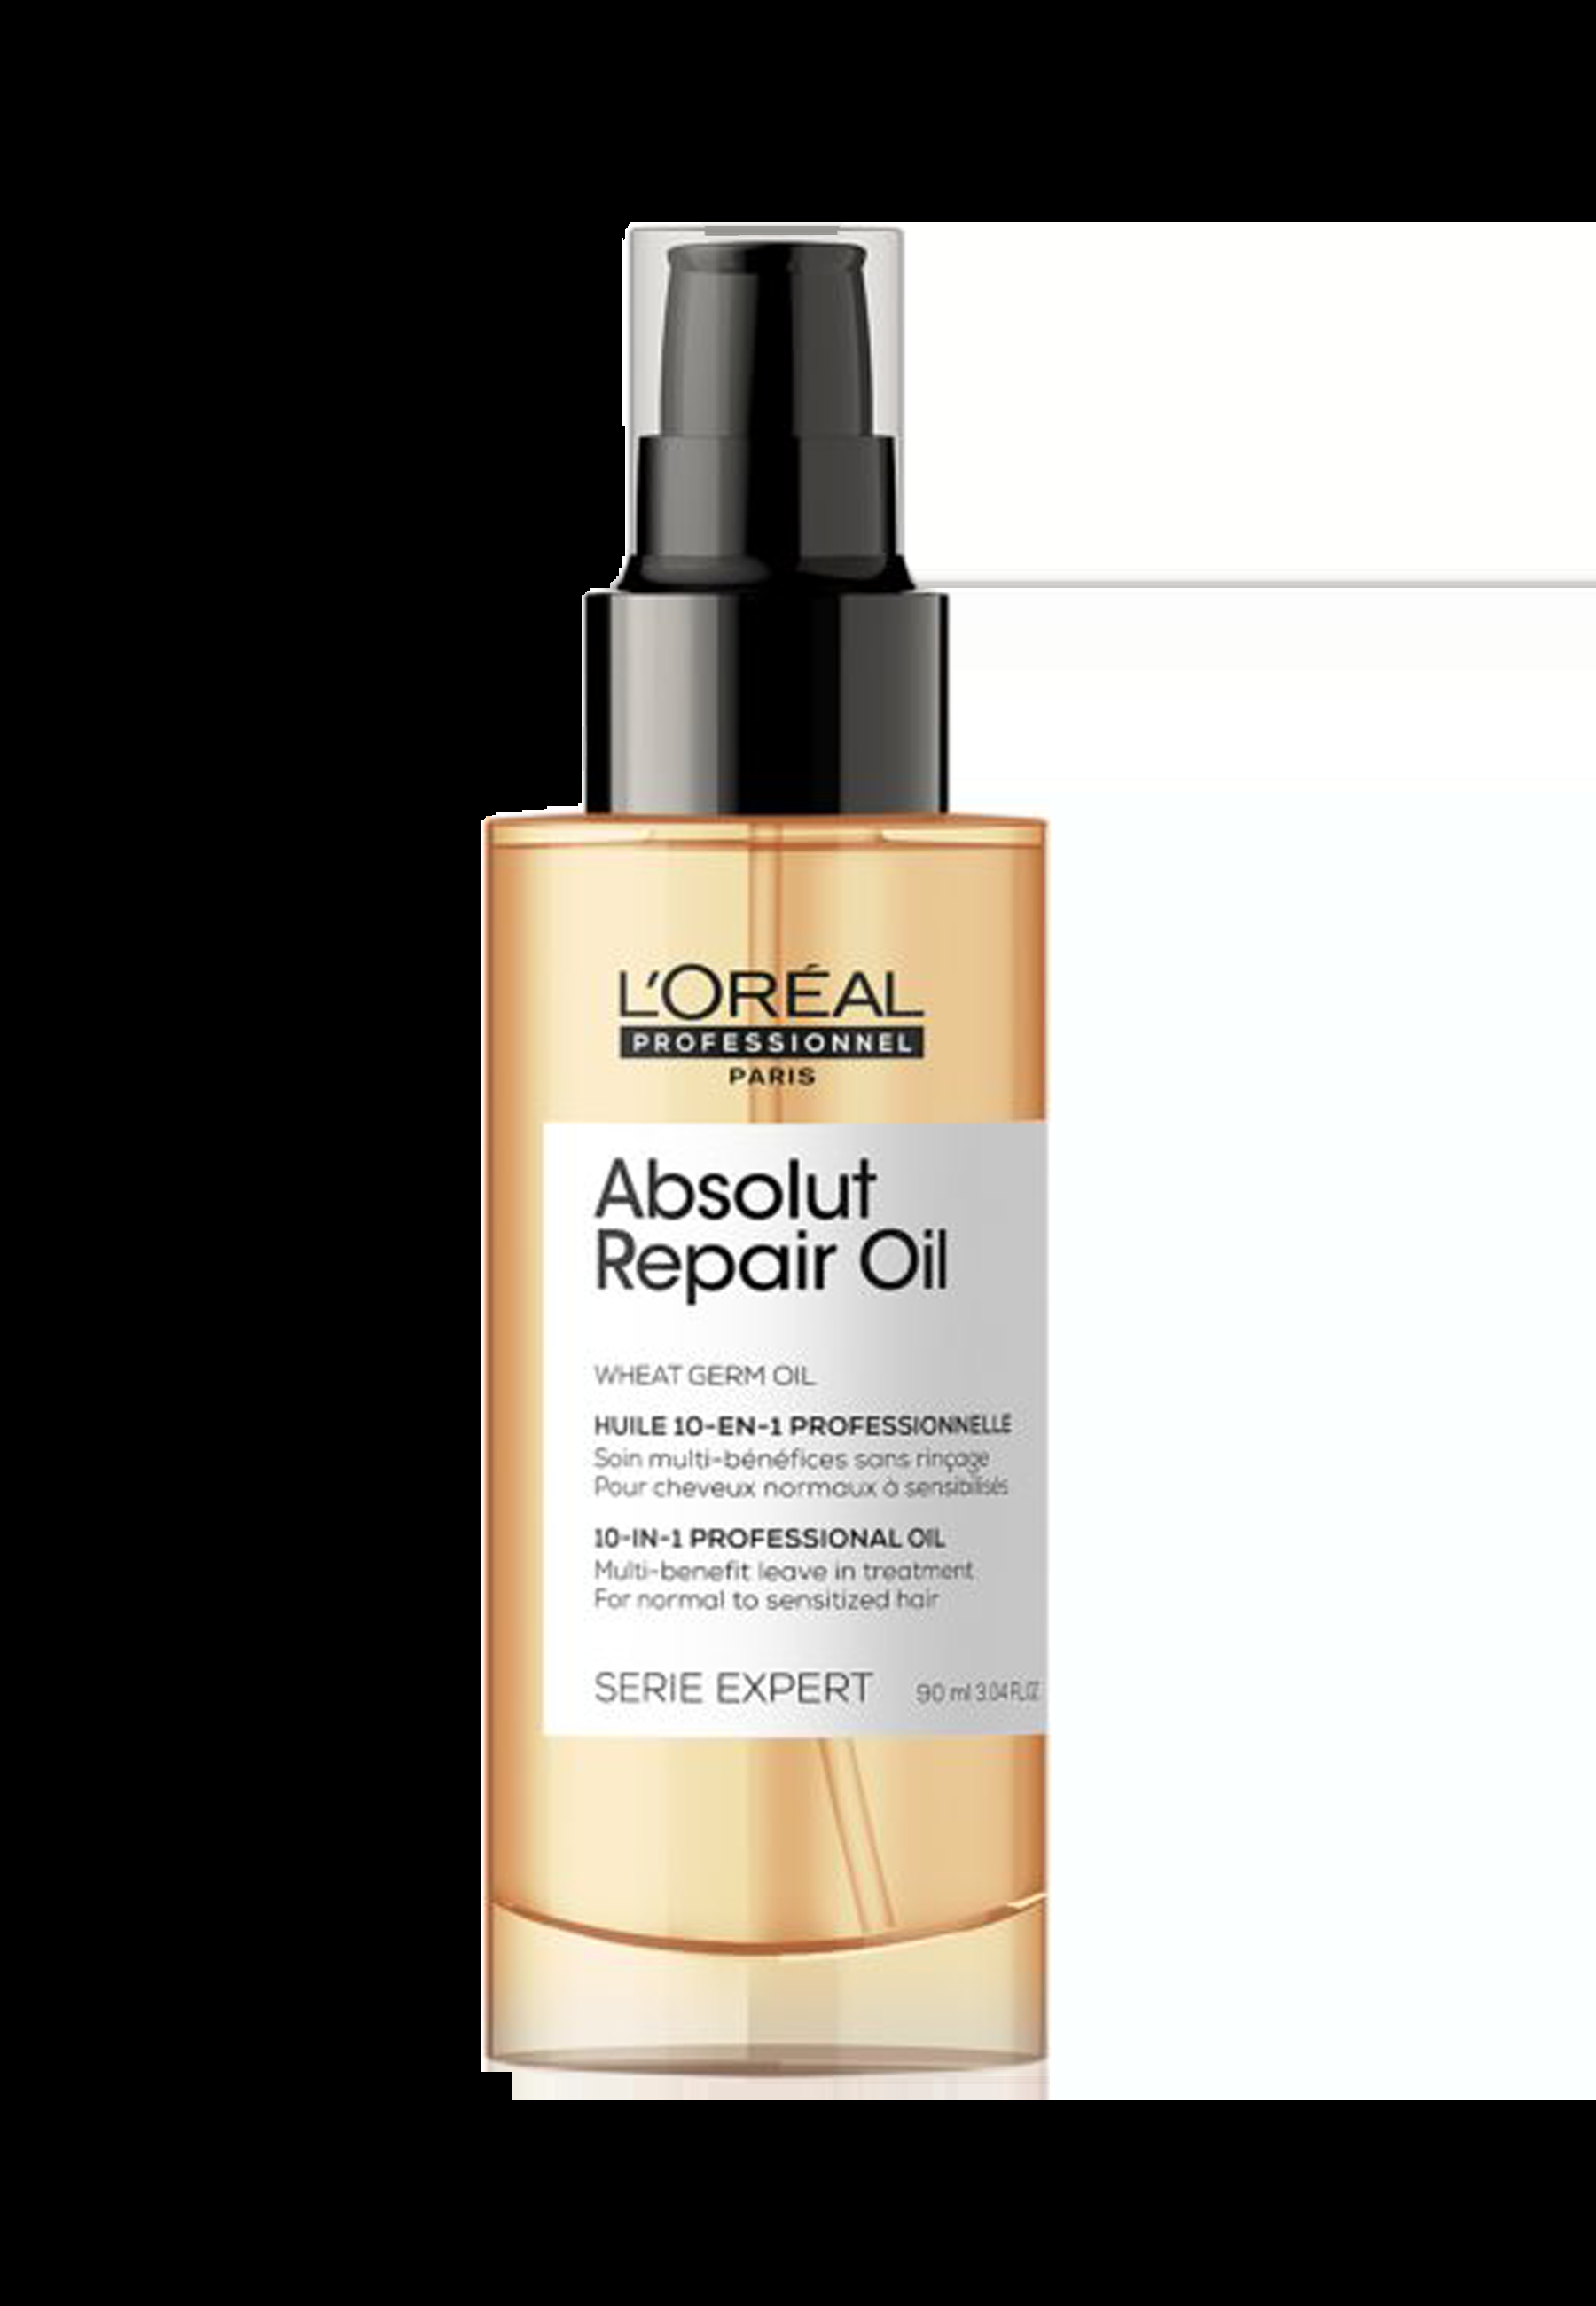 L'ORÉAL
PROFESSIONNEL
PARIS
Absolut
Repair Oil
WHEAT GERM OIL
HUILE 10-EN-1 PROFESSIONNELLE
Soin multi-bénéfices sans rinçage
Pour cheveux normaux à sensibilisés
10-IN-1 PROFESSIONAL OIL
Multi-benefit leave in treatment
For normal to sensitized hair
SERIE EXPERT 90 ml 3.04 FL.OZ